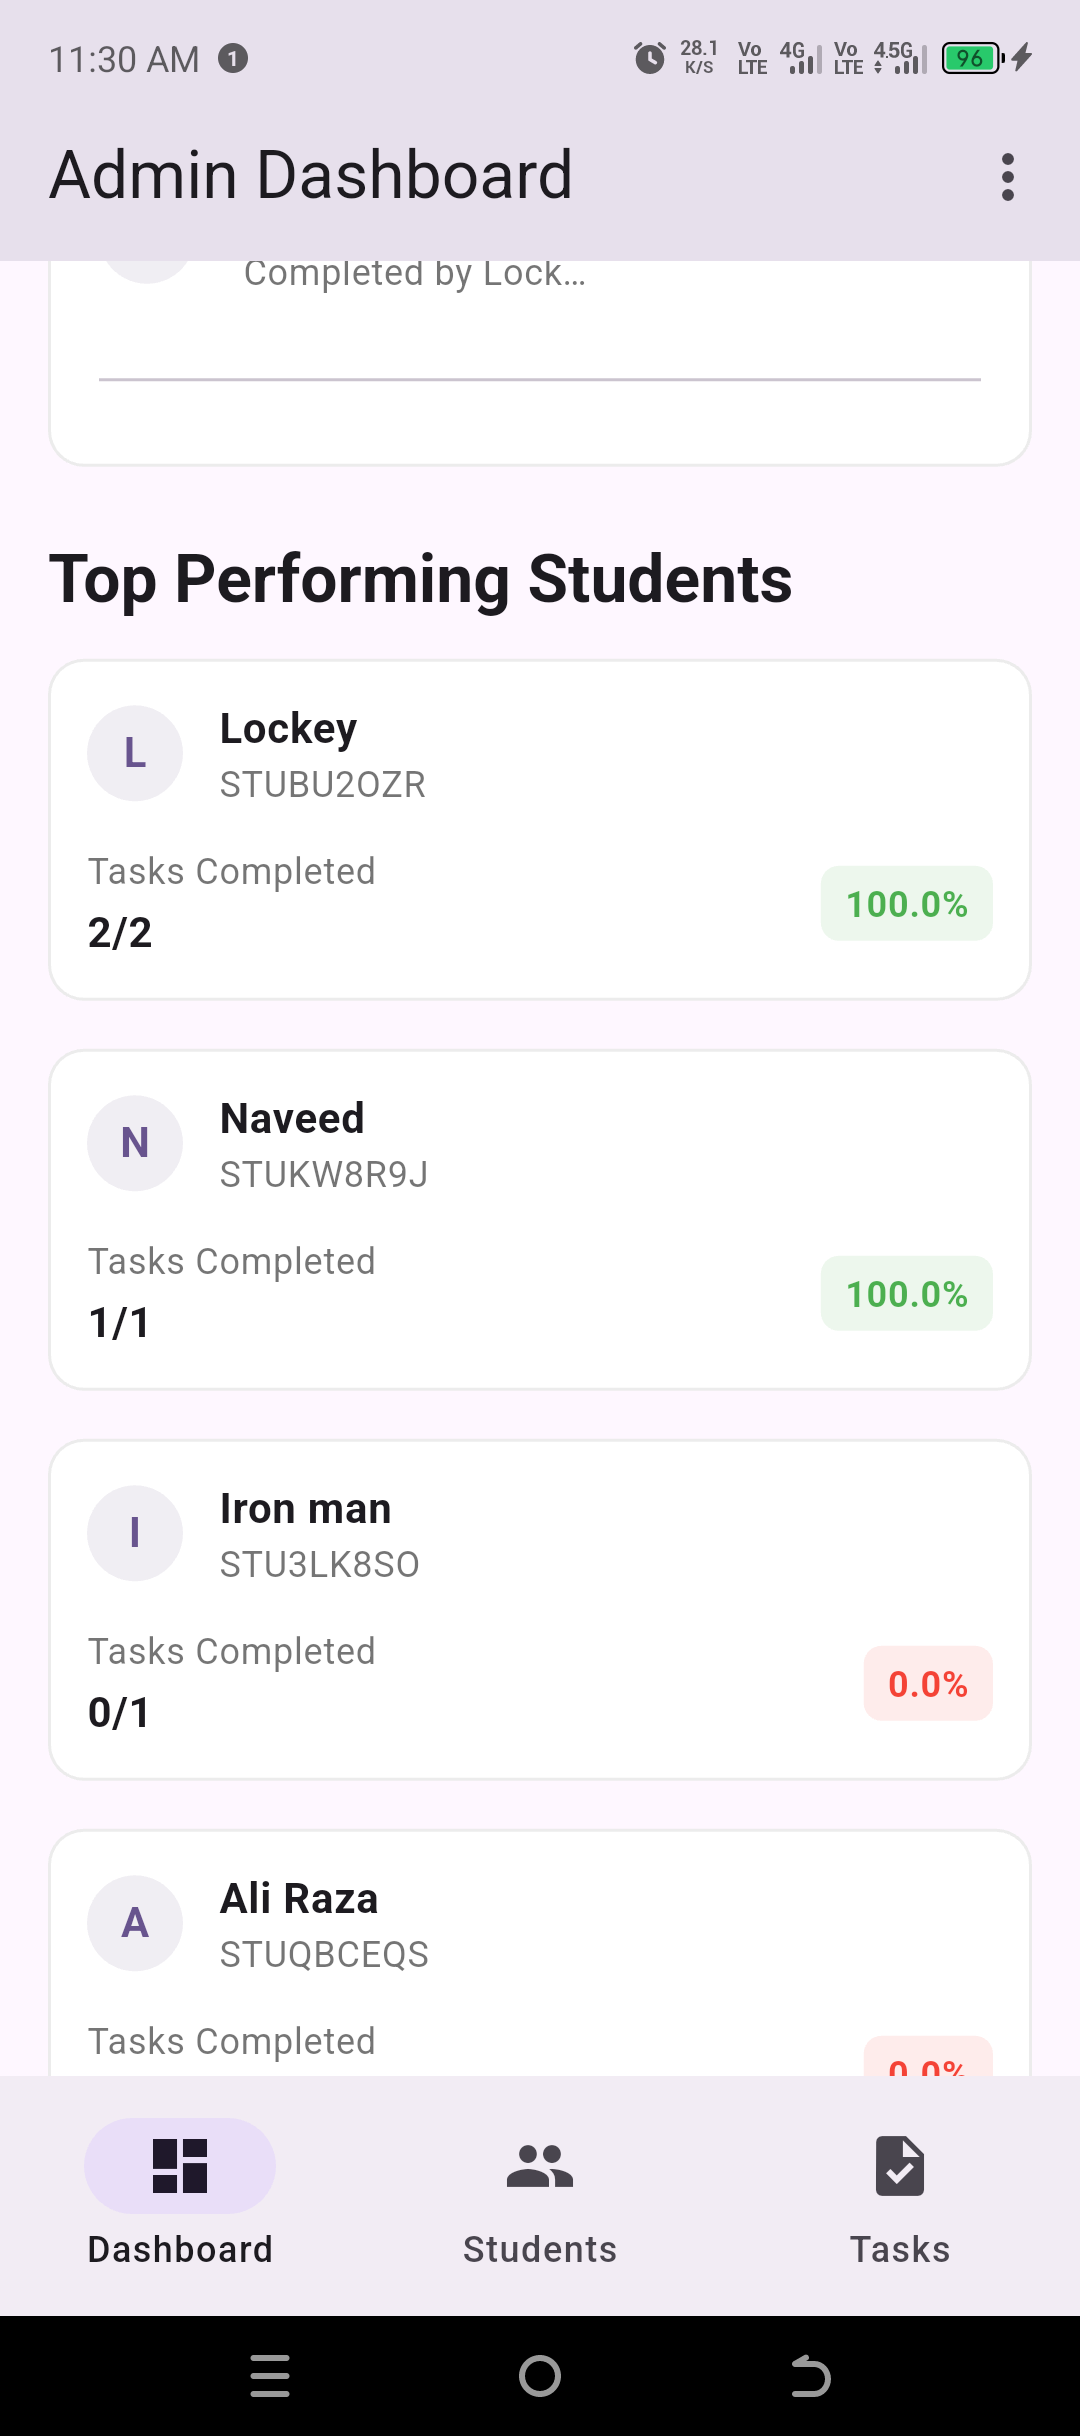 11:30 AM 1 28.1 K/S Vo LTE 4G Vo LTE 4.5G 96
Admin Dashboard
Completed by Lock...
Top Performing Students
L
Lockey
STUBU2OZR
Tasks Completed
2/2
100.0%
N
Naveed
STUKW8R9J
Tasks Completed
1/1
100.0%
I
Iron man
STU3LK8SO
Tasks Completed
0/1
0.0%
A
Ali Raza
STUQBCEQS
Tasks Completed
0.0%
Dashboard
Students
Tasks